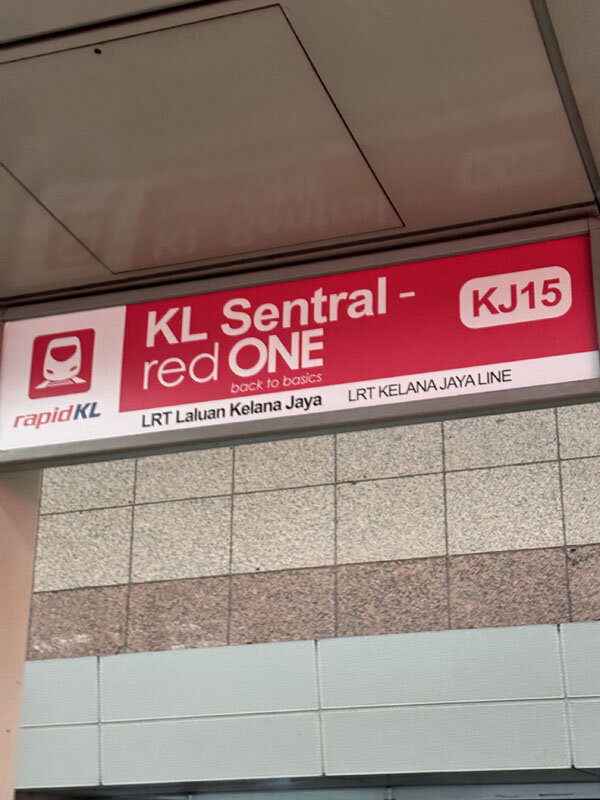 KL Sentral -
red ONE
back to basics
KJ15
rapidKL
LRT Laluan Kelana Jaya
LRT KELANA JAYA LINE